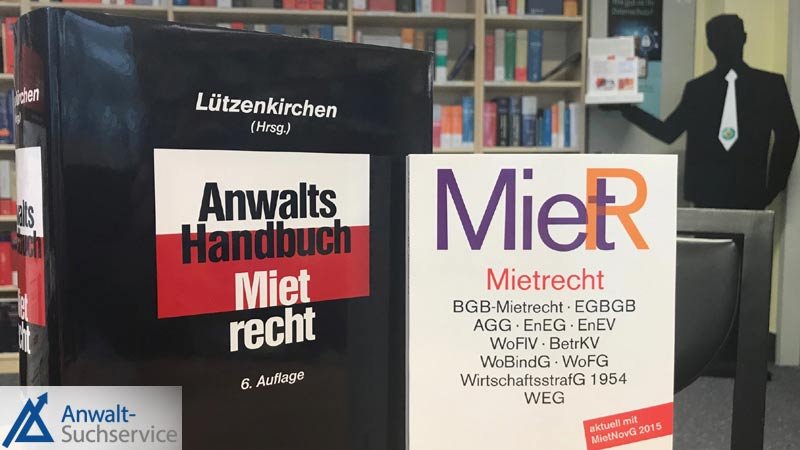 Lützenkirchen
(Hrsg.)
Anwalts
Handbuch
Miet
recht
6. Auflage
MietR
Mietrecht
BGB-Mietrecht · EGBGB
AGG · EnEG · EnEV
WoFlV · BetrKV
WoBindG · WoFG
WirtschaftsstrafG 1954
WEG
aktuell mit
MietNovG 2015
Anwalt-
Suchservice